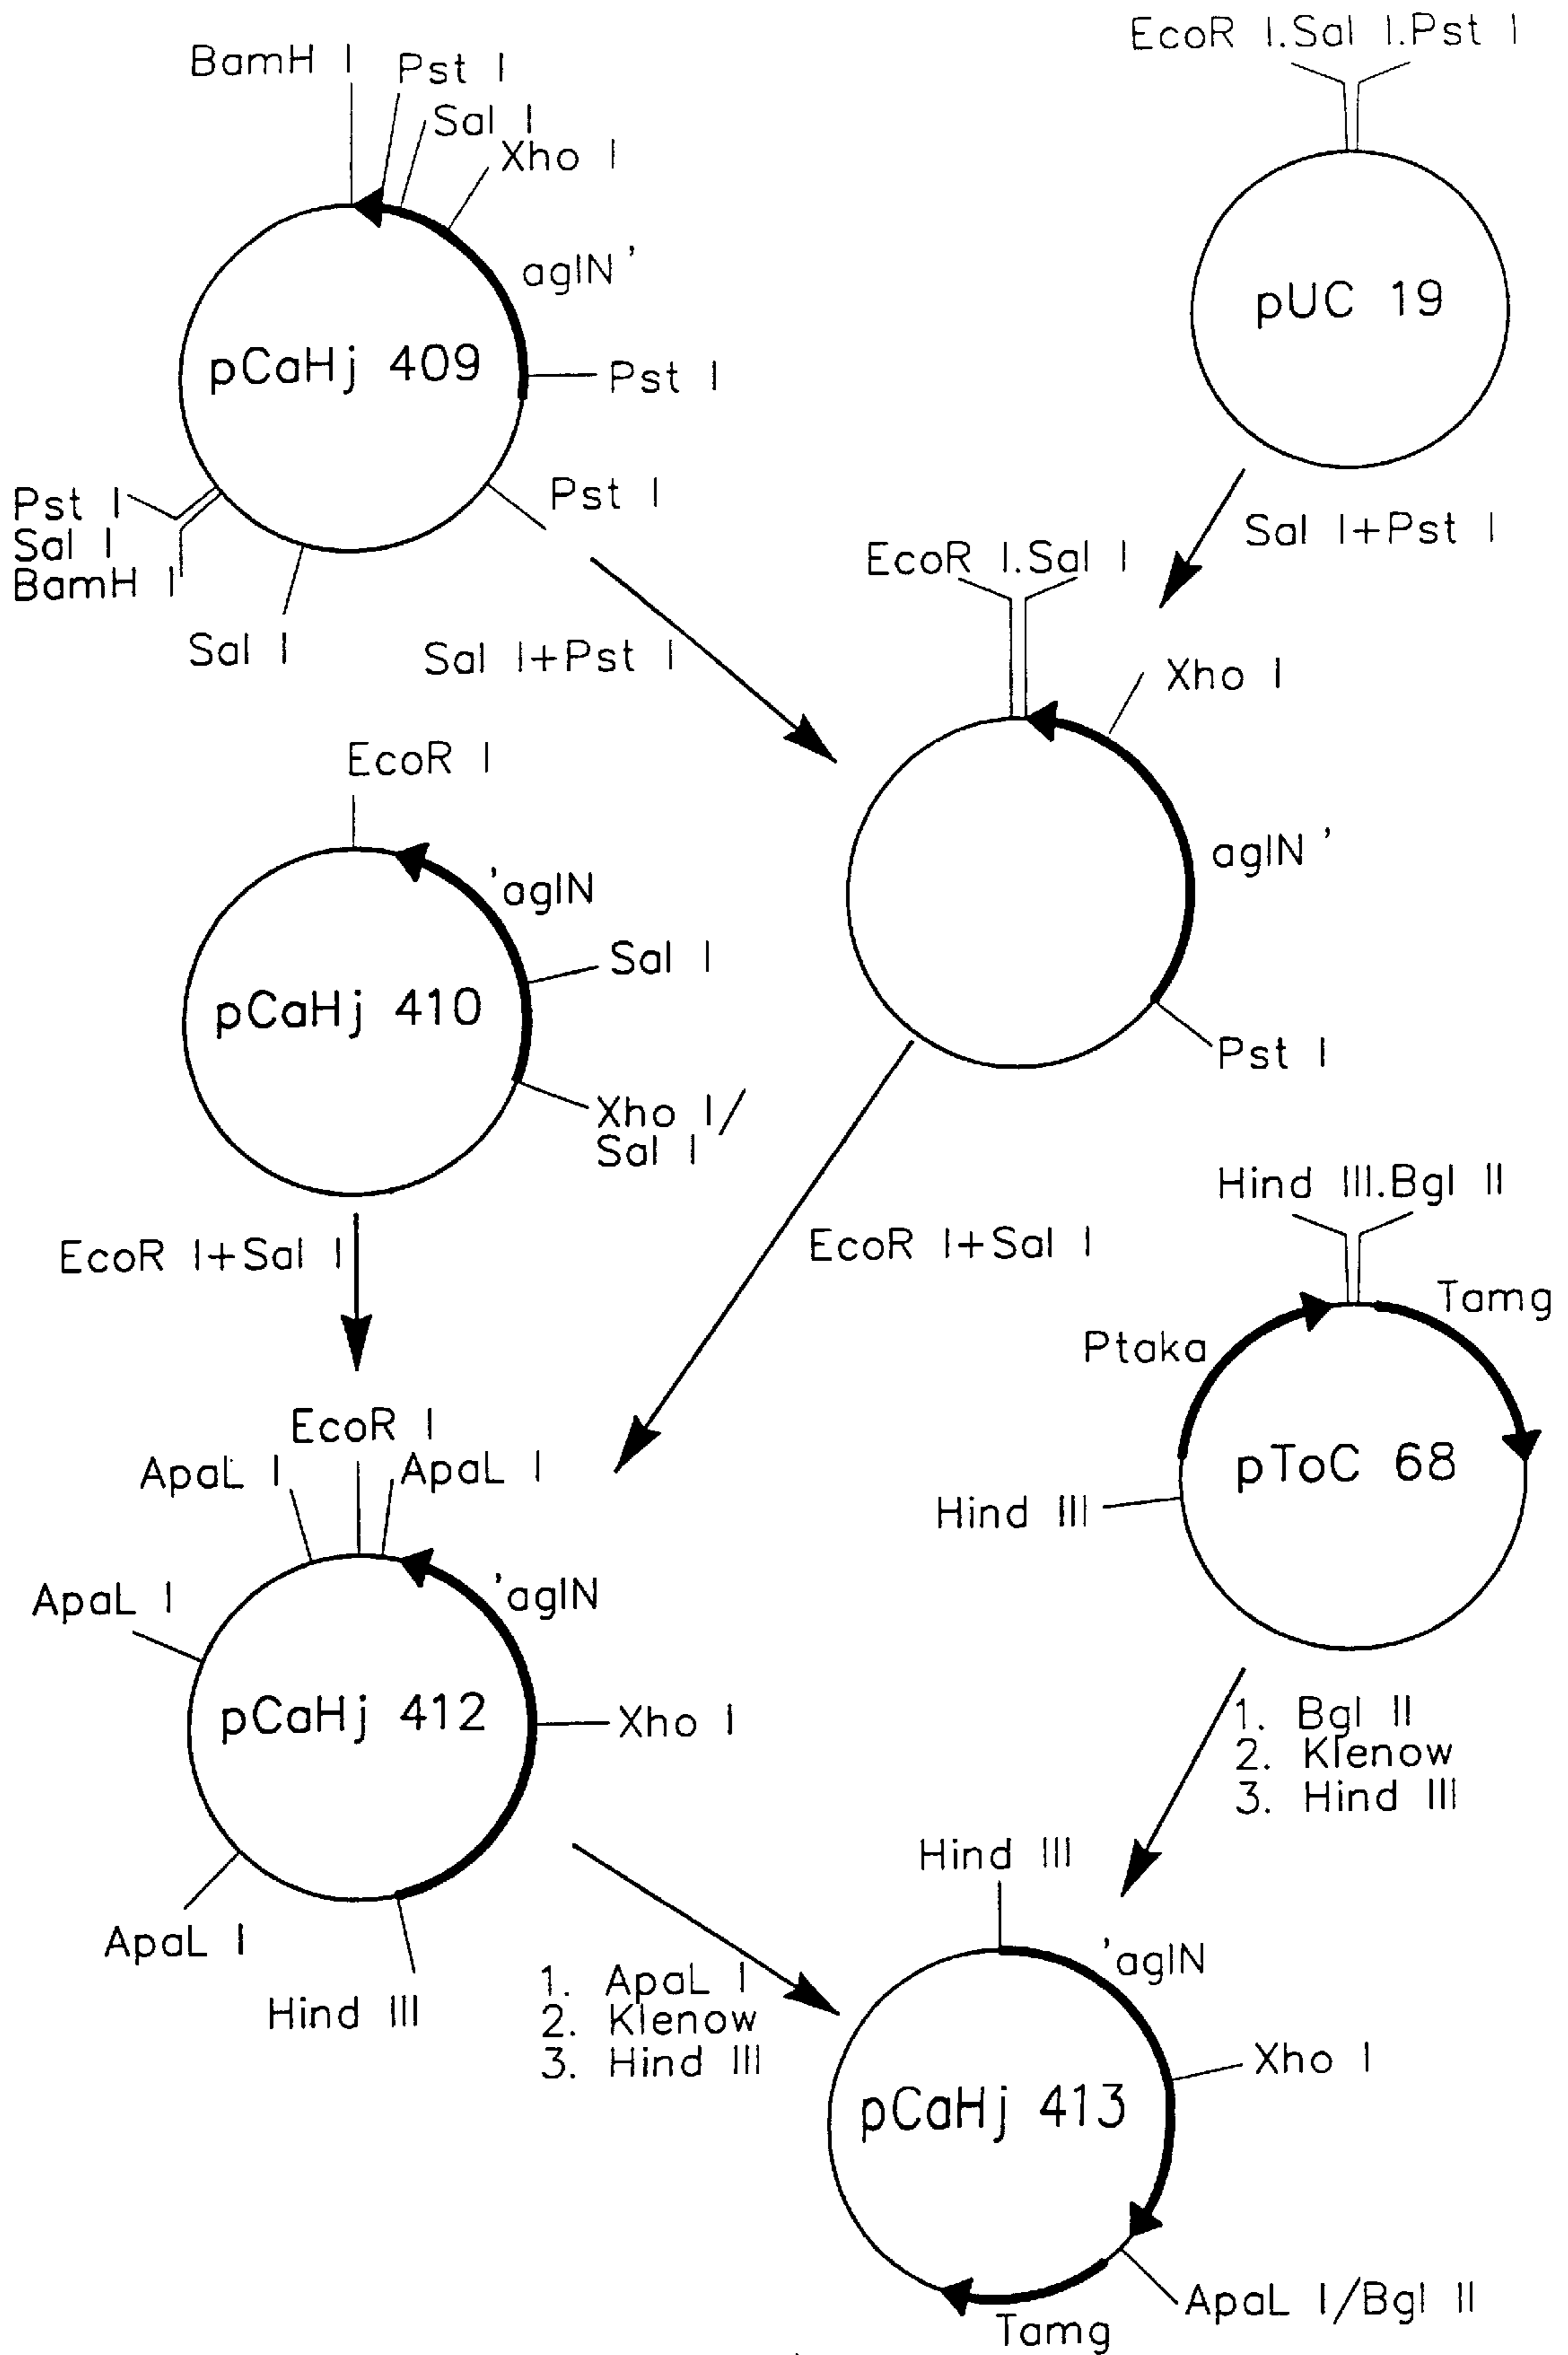 EcoR I.Sal I.Pst I
BamH I
Pst I
Sal I
Xho I
aglN'
pCaHj 409
pUC 19
Pst I
Pst I
Pst I
Sal I
BamH I
Sal I
Sal I+Pst I
Sal I+Pst I
EcoR I.Sal I
Xho I
aglN'
Pst I
EcoR I
'aglN
Sal I
pCaHj 410
Xho I/
Sal I
EcoR I+Sal I
EcoR I+Sal I
Hind III.Bgl II
Tamg
Ptaka
pToC 68
Hind III
EcoR I
ApaL I
ApaL I
ApaL I
'aglN
pCaHj 412
Xho I
ApaL I
Hind III
1. Bgl II
2. Klenow
3. Hind III
1. ApaL I
2. Klenow
3. Hind III
Hind III
'aglN
Xho I
pCaHj 413
ApaL I/Bgl II
Tamg